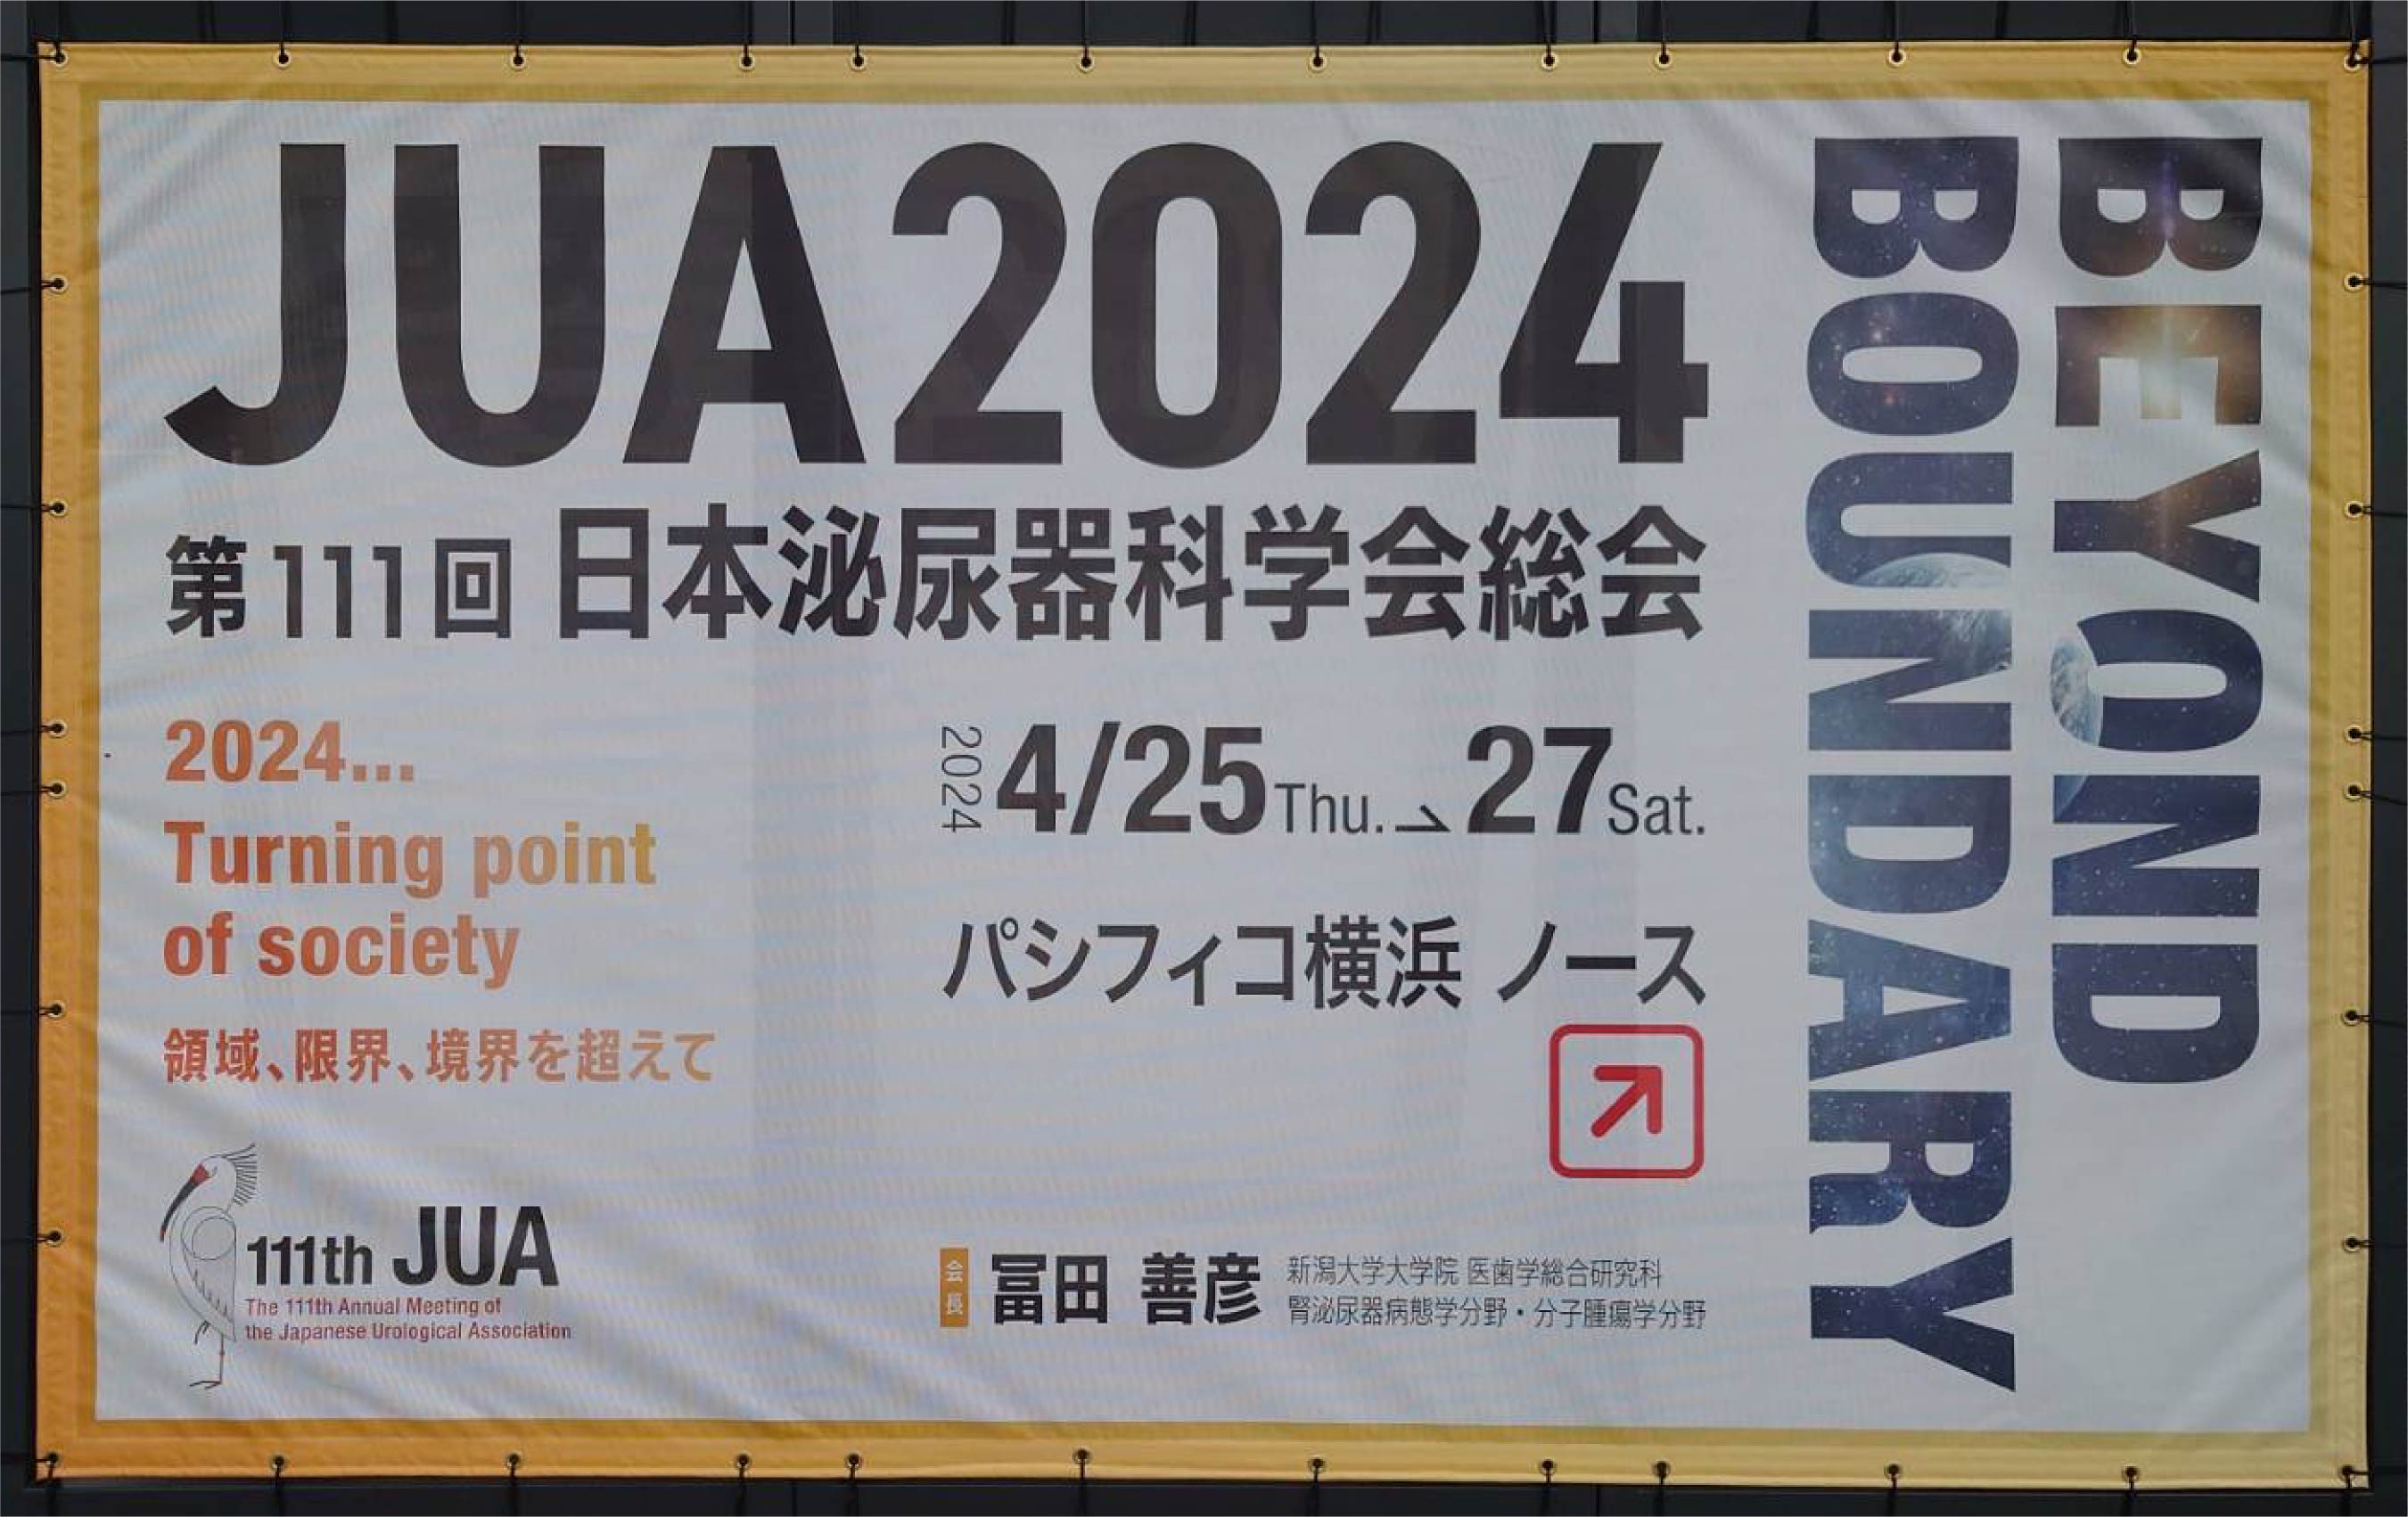 JUA2024
第111回 日本泌尿器科学会総会
BEYOND
BOUNDARY
2024...
Turning point
of society
領域、限界、境界を超えて
2024 4/25Thu.⇀27Sat.
パシフィコ横浜 ノース
111th JUA
The 111th Annual Meeting of
the Japanese Urological Association
会長 冨田 善彦
新潟大学大学院 医歯学総合研究科
腎泌尿器病態学分野・分子腫瘍学分野